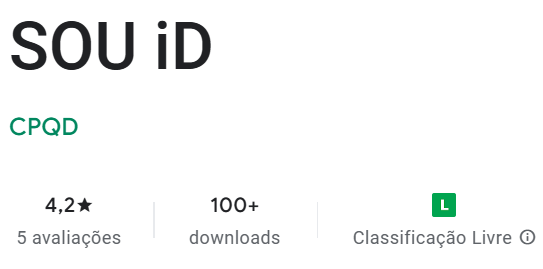 SOU iD
CPQD
4,2★ 100+ L
5 avaliações downloads Classificação Livre